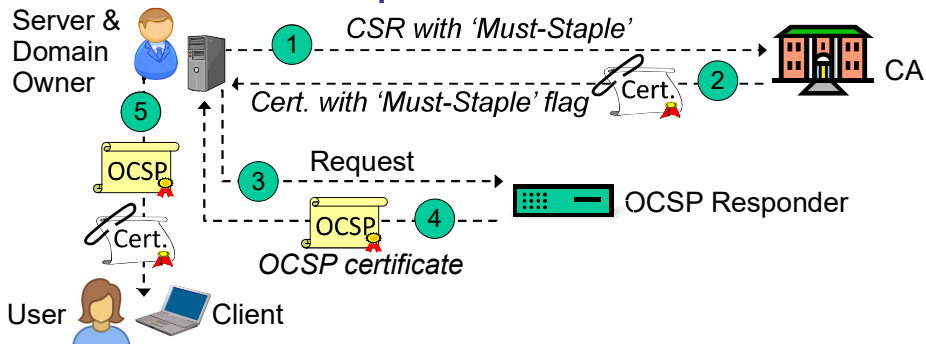 Server &
Domain
Owner
1
CSR with ‘Must-Staple’
CA
2
Cert.
Cert. with ‘Must-Staple’ flag
5
OCSP
3
Request
OCSP Responder
4
OCSP
OCSP certificate
Cert.
User
Client